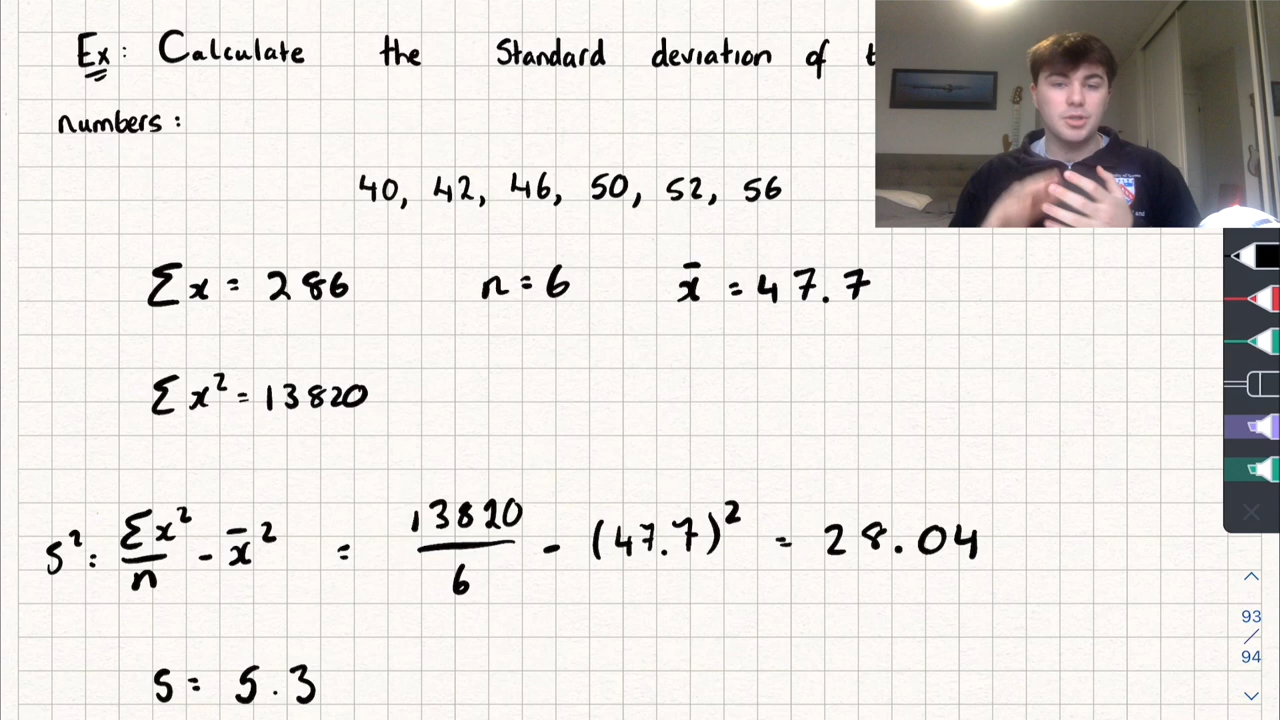 Ex: Calculate the Standard deviation of
numbers:
40, 42, 46, 50, 52, 56
Σx = 286 n = 6 x̄ = 47.7
Σx² = 13820
s² = Σx²/n - x̄² = 13820/6 - (47.7)² = 28.04
s = 5.3
93
/
94